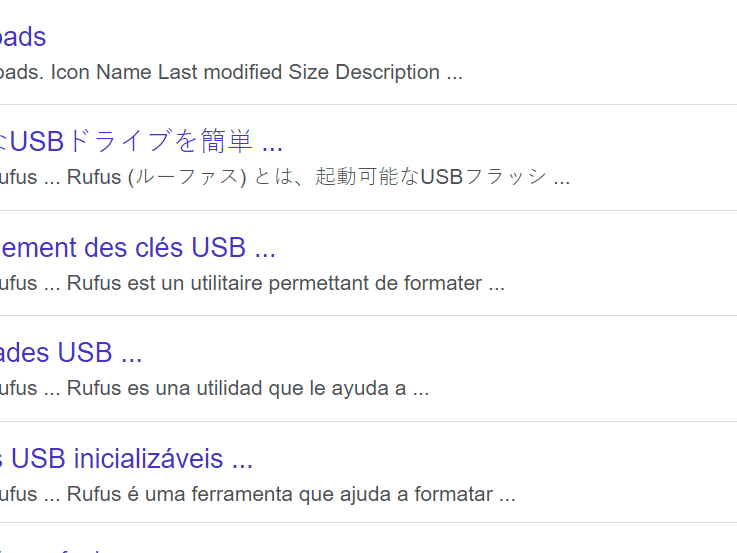 oads
oads. Icon Name Last modified Size Description ...
なUSBドライブを簡単 ...
ufus ... Rufus (ルーファス) とは、起動可能なUSBフラッシ ...
ement des clés USB ...
ufus ... Rufus est un utilitaire permettant de formater ...
ades USB ...
ufus ... Rufus es una utilidad que le ayuda a ...
s USB inicializáveis ...
ufus ... Rufus é uma ferramenta que ajuda a formatar ...